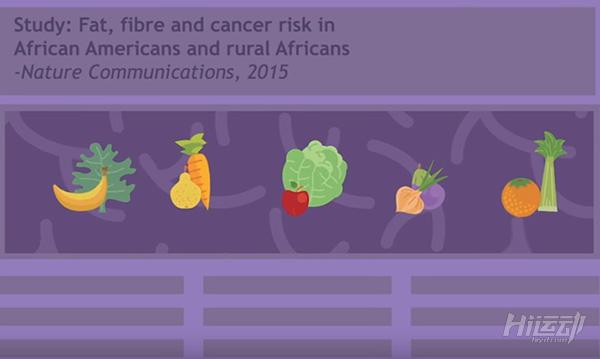 Study: Fat, fibre and cancer risk in
African Americans and rural Africans
-Nature Communications, 2015
Hi运动